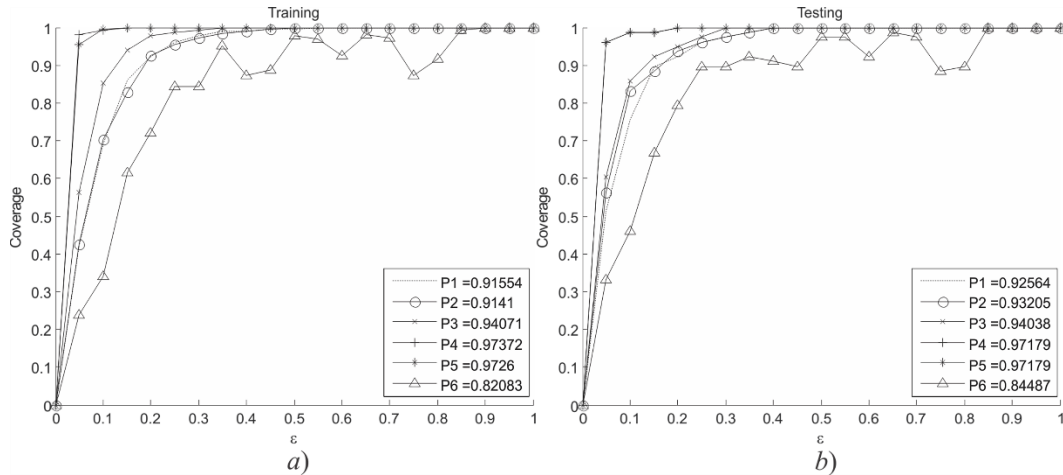 Training
Coverage
1
0.9
0.8
0.7
0.6
0.5
0.4
0.3
0.2
0.1
0
0 0.1 0.2 0.3 0.4 0.5 0.6 0.7 0.8 0.9 1
ε
P1 =0.91554
P2 =0.9141
P3 =0.94071
P4 =0.97372
P5 =0.9726
P6 =0.82083
a)
Testing
Coverage
1
0.9
0.8
0.7
0.6
0.5
0.4
0.3
0.2
0.1
0
0 0.1 0.2 0.3 0.4 0.5 0.6 0.7 0.8 0.9 1
ε
P1 =0.92564
P2 =0.93205
P3 =0.94038
P4 =0.97179
P5 =0.97179
P6 =0.84487
b)